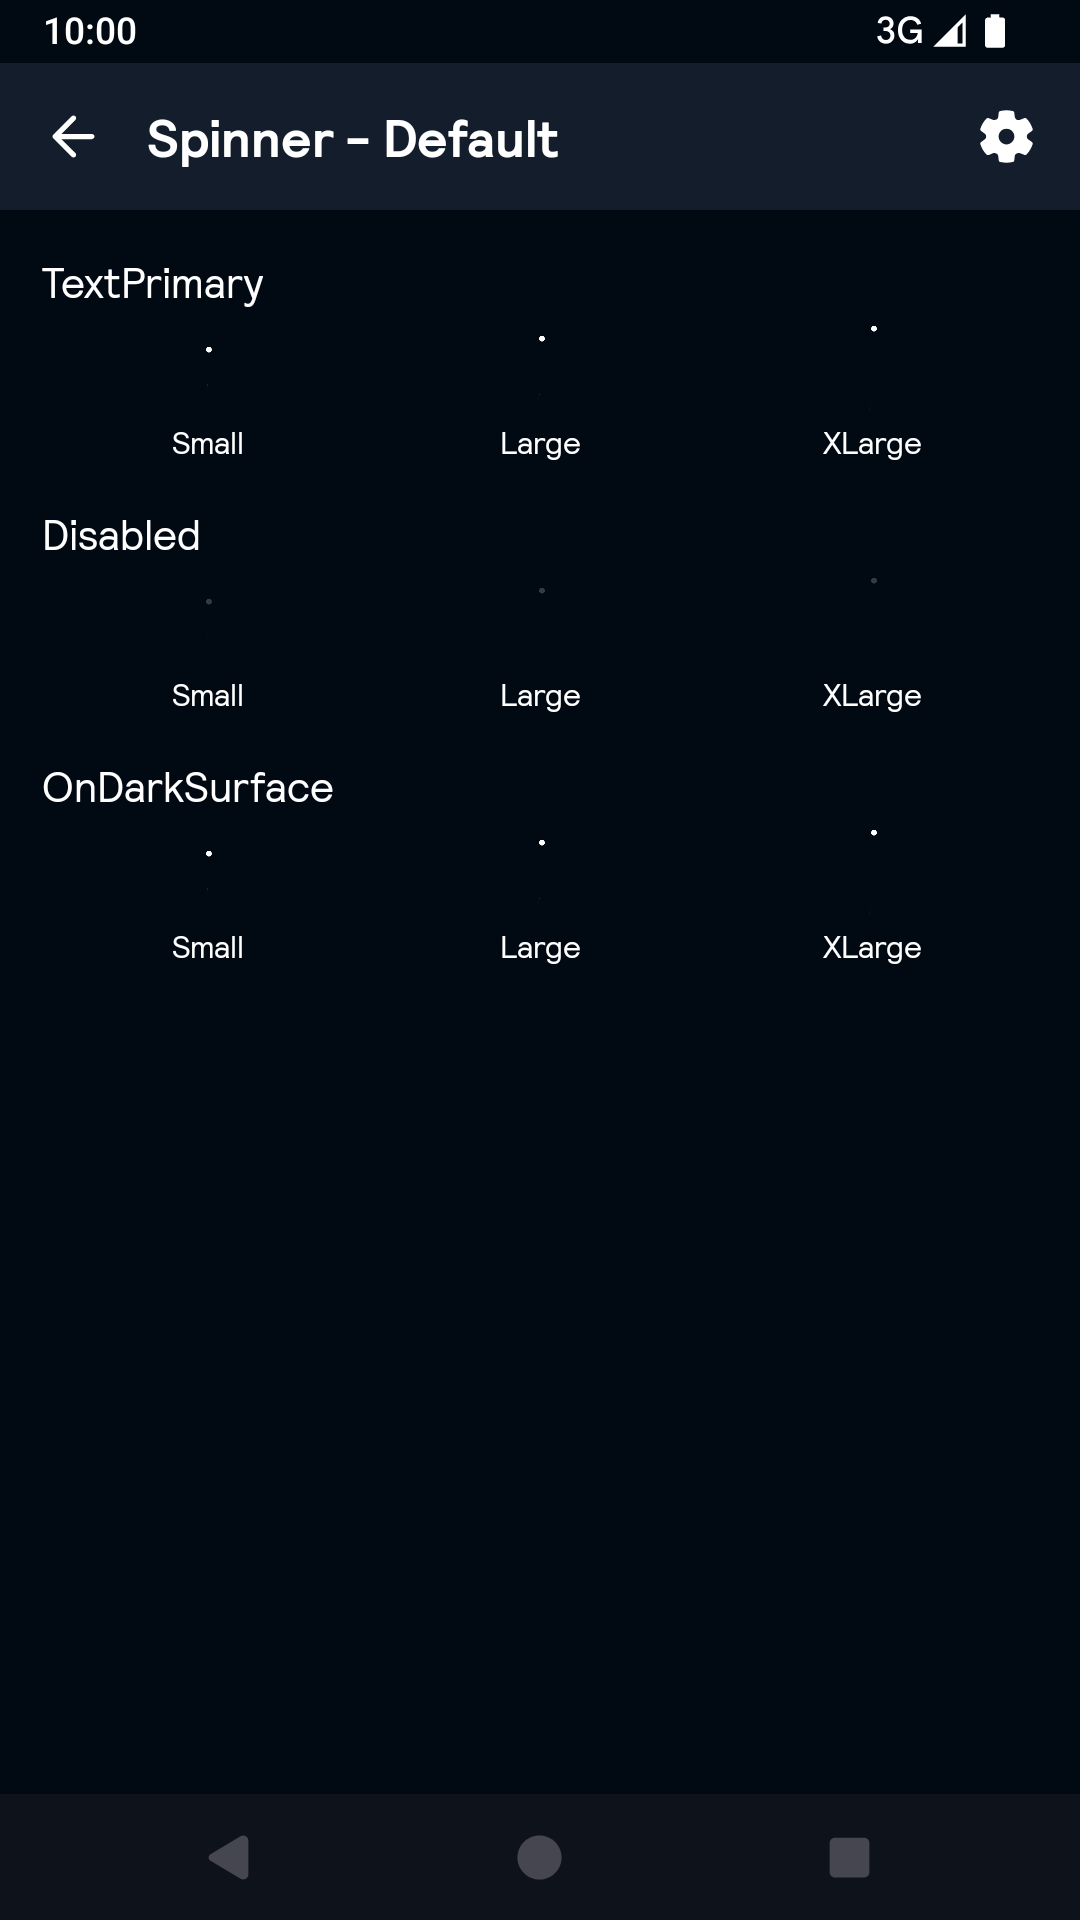 10:00 3G
Spinner - Default
TextPrimary
Small Large XLarge
Disabled
Small Large XLarge
OnDarkSurface
Small Large XLarge